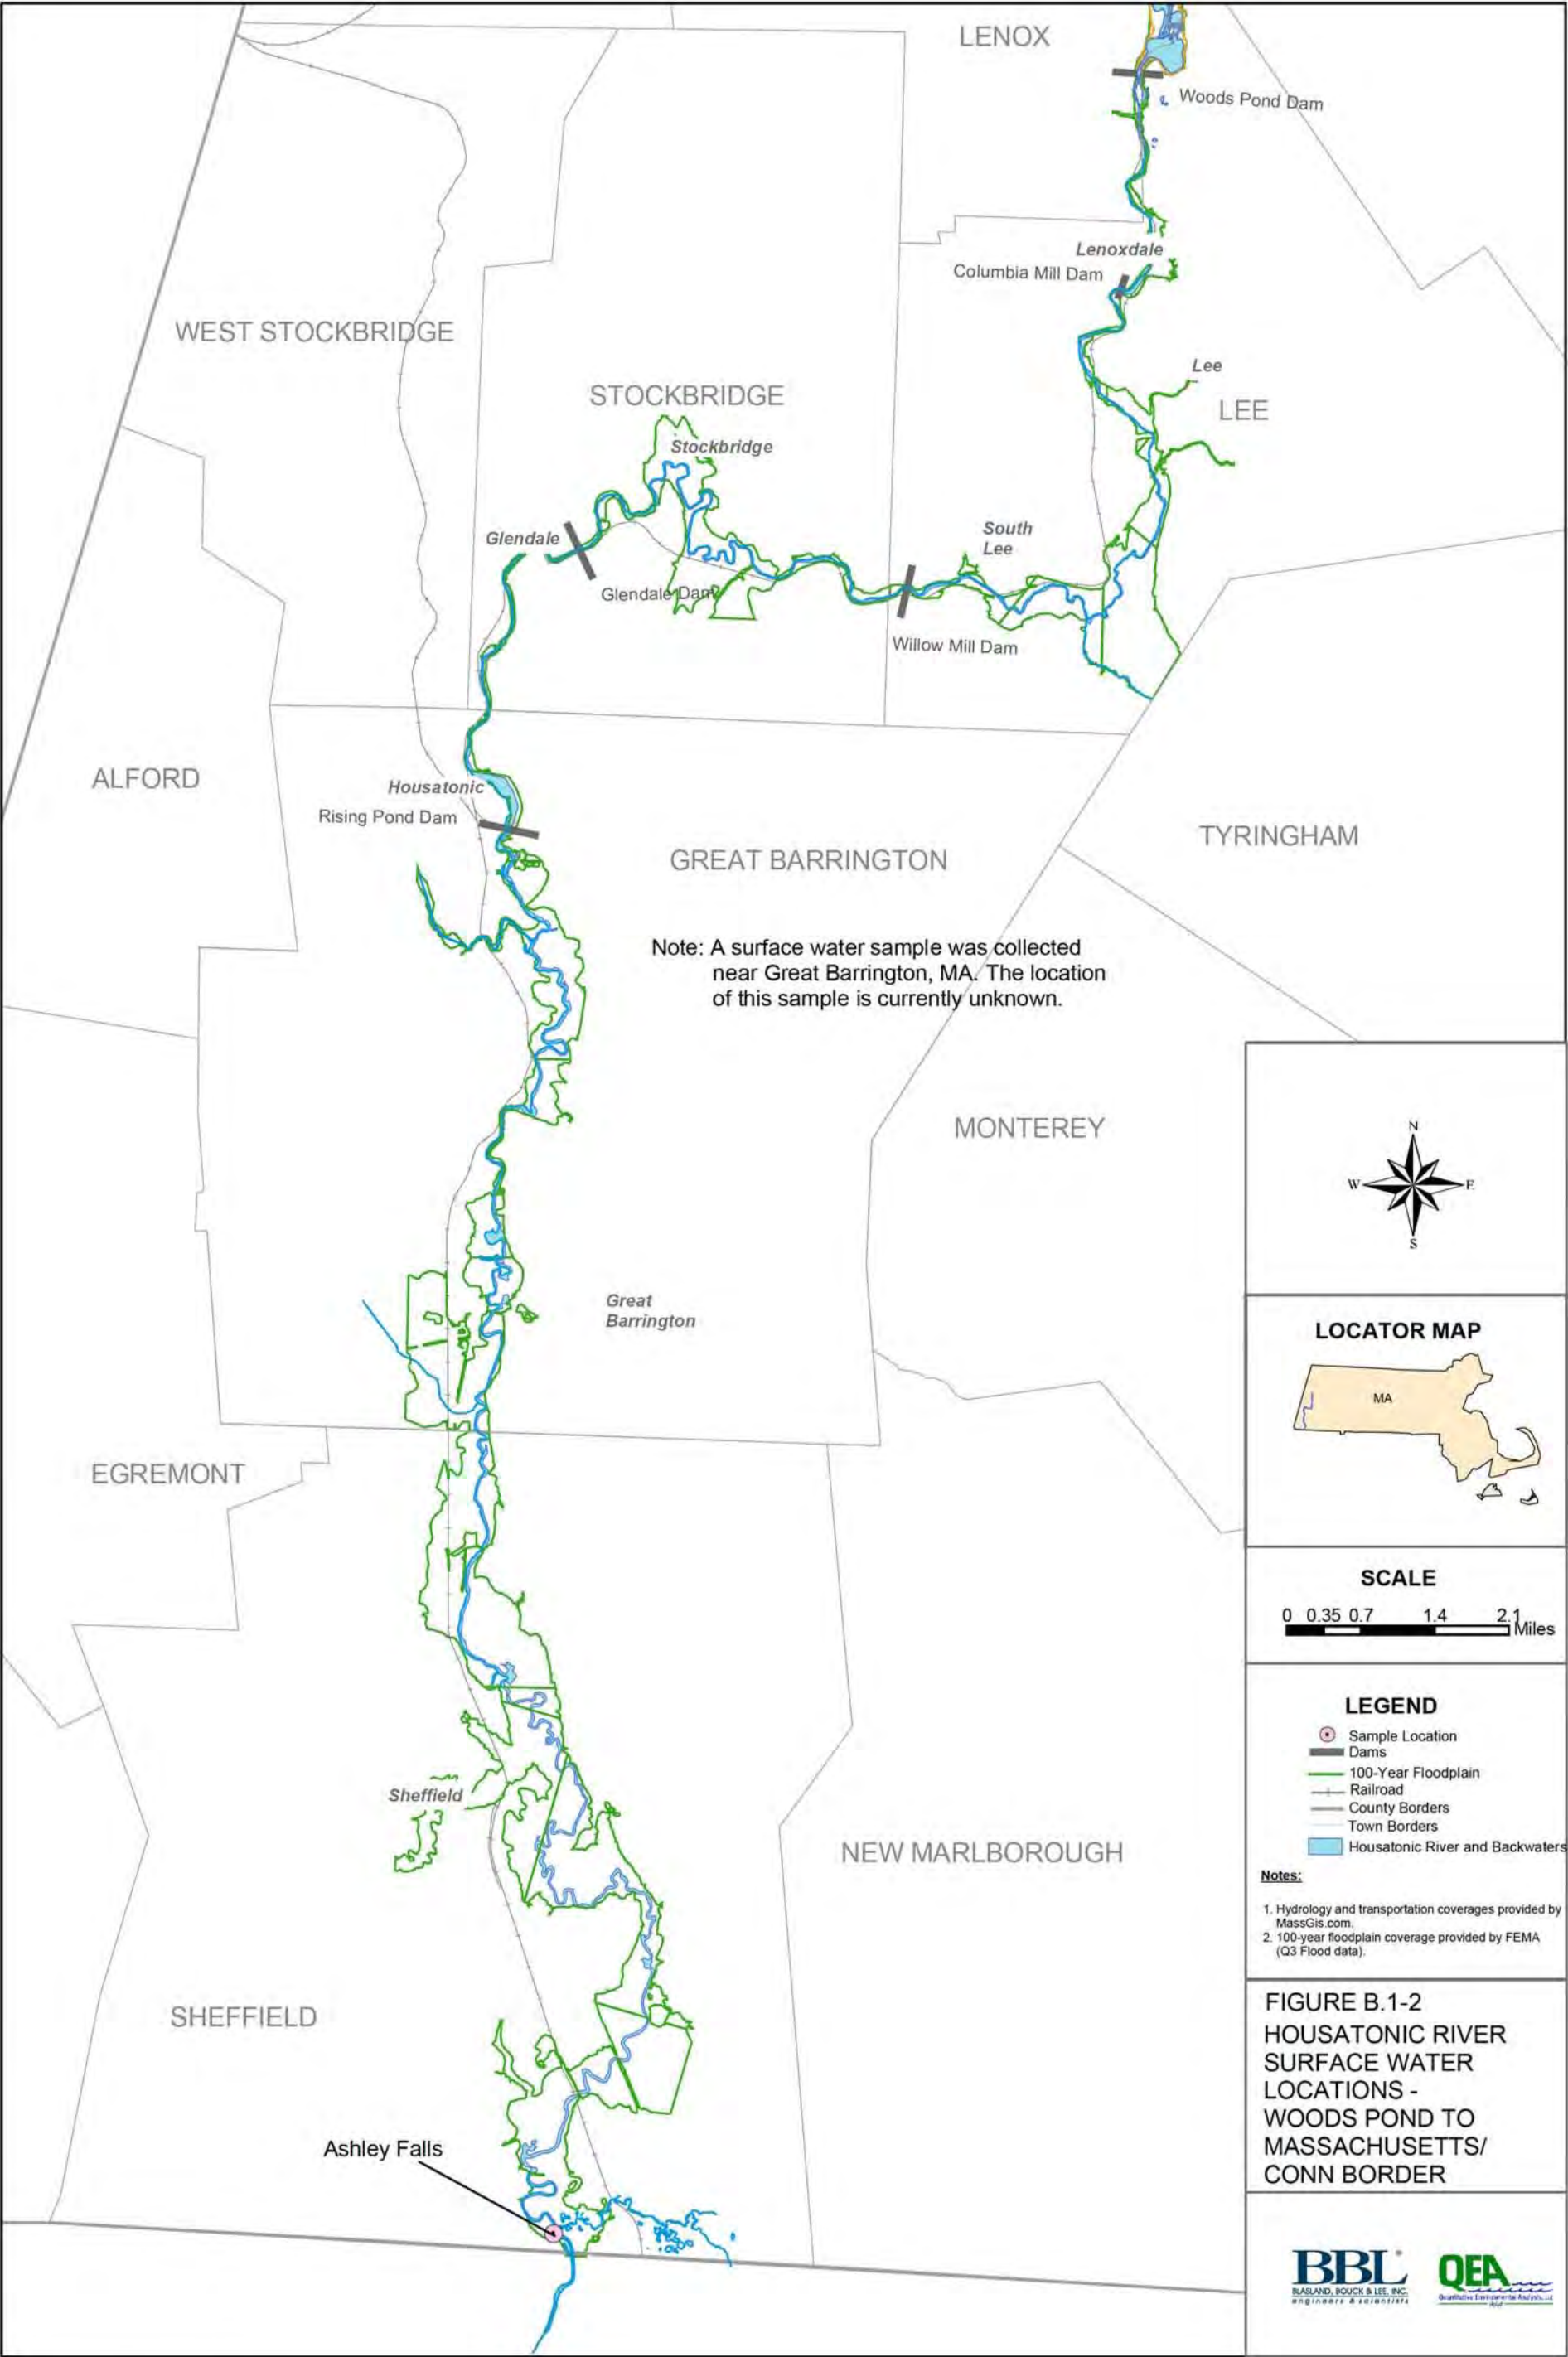 LENOX
Woods Pond Dam
Lenoxdale
Columbia Mill Dam
WEST STOCKBRIDGE
Lee
LEE
STOCKBRIDGE
Stockbridge
Glendale
South
Lee
Glendale Dam
Willow Mill Dam
ALFORD
Housatonic
Rising Pond Dam
TYRINGHAM
GREAT BARRINGTON
Note: A surface water sample was collected
near Great Barrington, MA. The location
of this sample is currently unknown.
MONTEREY
Great
Barrington
EGREMONT
Sheffield
NEW MARLBOROUGH
SHEFFIELD
Ashley Falls
N
W
E
S
LOCATOR MAP
MA
SCALE
0 0.35 0.7 1.4 2.1
Miles
LEGEND
Sample Location
Dams
100-Year Floodplain
Railroad
County Borders
Town Borders
Housatonic River and Backwaters
Notes:
1. Hydrology and transportation coverages provided by
MassGis.com.
2. 100-year floodplain coverage provided by FEMA
(Q3 Flood data).
FIGURE B.1-2
HOUSATONIC RIVER
SURFACE WATER
LOCATIONS -
WOODS POND TO
MASSACHUSETTS/
CONN BORDER
BBL
BLASLAND, BOUCK & LEE, INC.
engineers & scientists
QEA
Quantitative Environmental Analysis, LLC